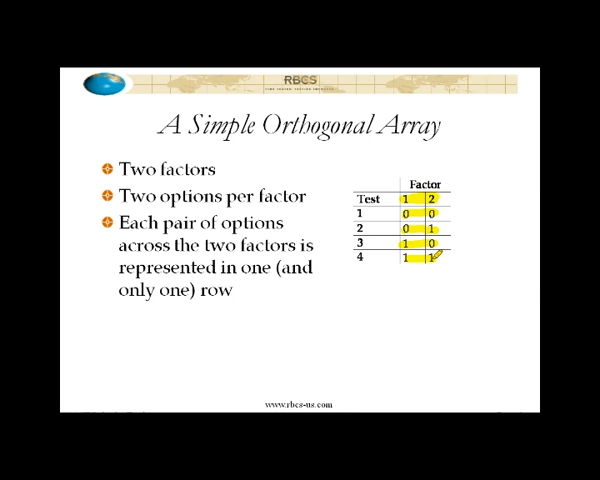 RBCS
A Simple Orthogonal Array
Two factors
Two options per factor
Each pair of options
across the two factors is
represented in one (and
only one) row
Factor
Test 1 2
1 0 0
2 0 1
3 1 0
4 1 1
www.rbcs-us.com